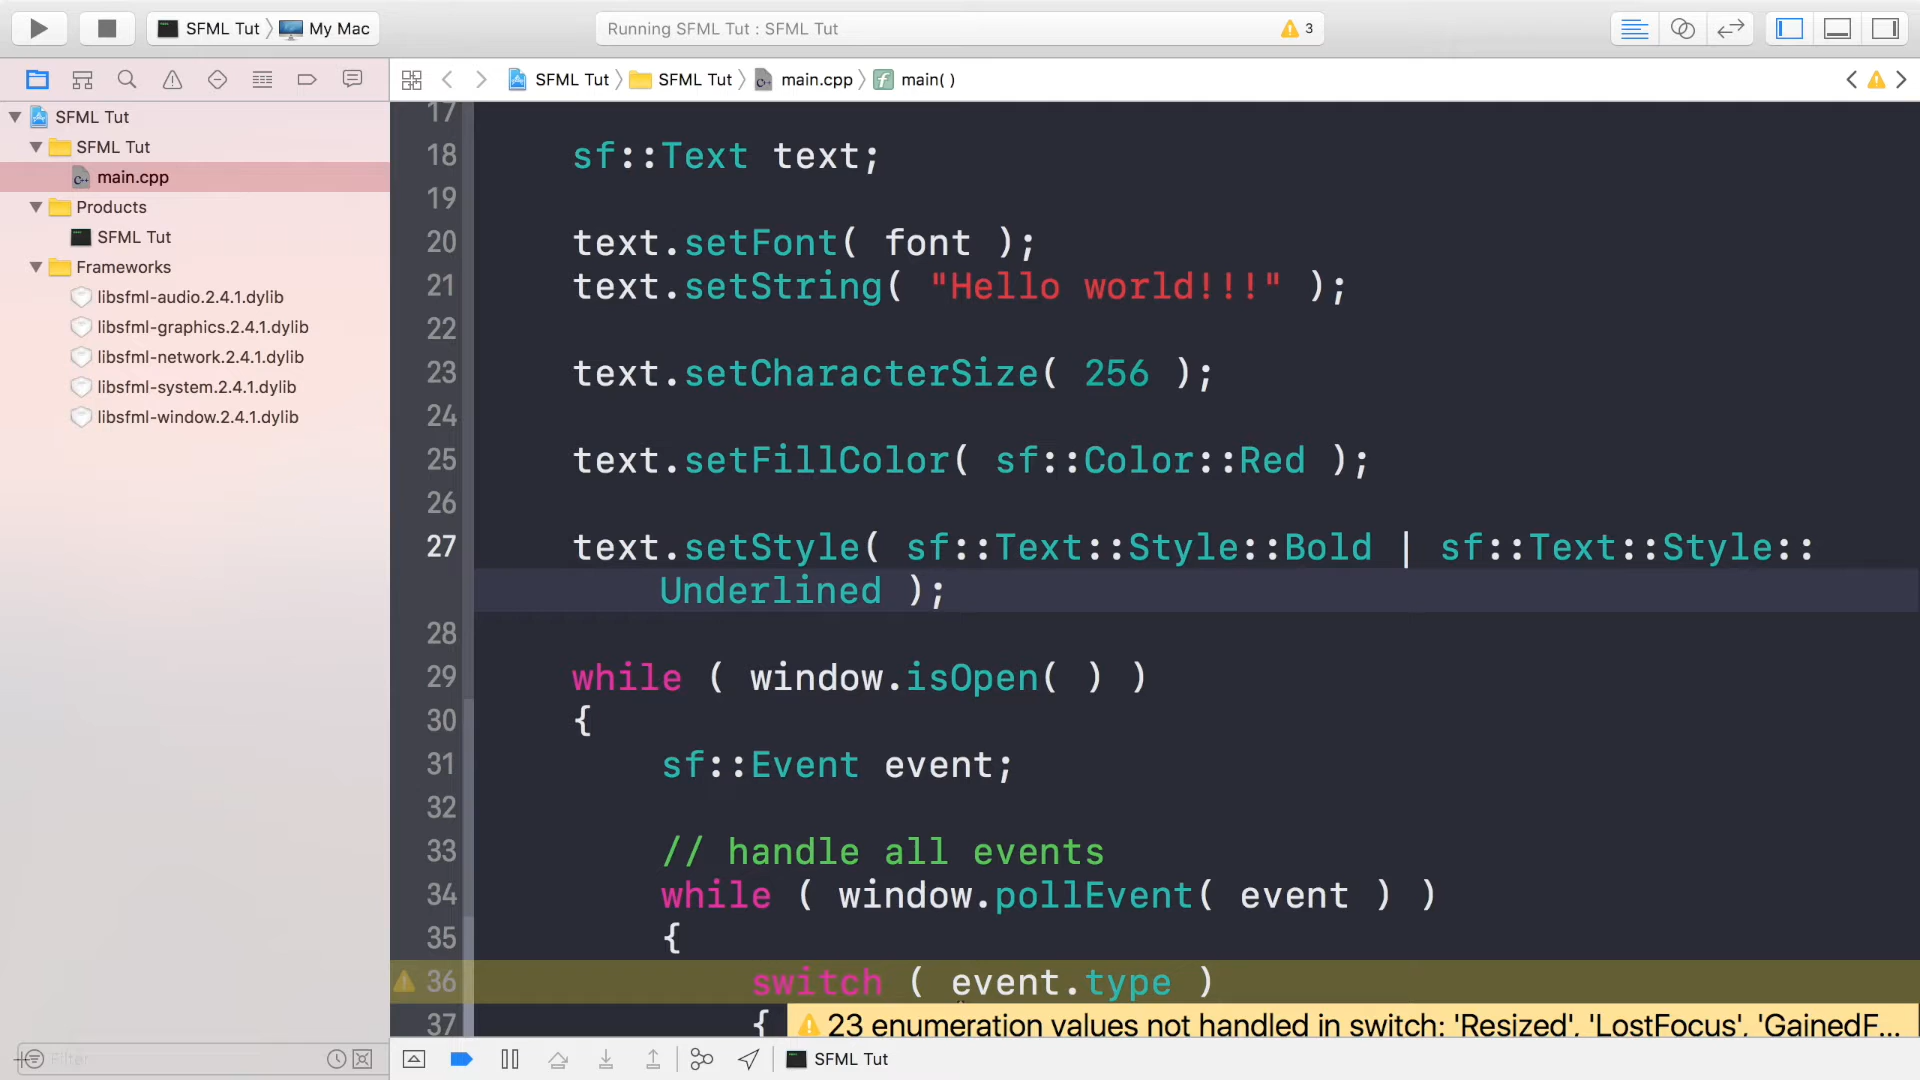 SFML Tut My Mac
Running SFML Tut : SFML Tut
3
SFML Tut SFML Tut main.cpp main( )
SFML Tut
SFML Tut
main.cpp
Products
SFML Tut
Frameworks
libsfml-audio.2.4.1.dylib
libsfml-graphics.2.4.1.dylib
libsfml-network.2.4.1.dylib
libsfml-system.2.4.1.dylib
libsfml-window.2.4.1.dylib
Filter
17
18 sf::Text text;
19
20 text.setFont( font );
21 text.setString( "Hello world!!!" );
22
23 text.setCharacterSize( 256 );
24
25 text.setFillColor( sf::Color::Red );
26
27 text.setStyle( sf::Text::Style::Bold | sf::Text::Style::
Underlined );
28
29 while ( window.isOpen( ) )
30 {
31 sf::Event event;
32
33 // handle all events
34 while ( window.pollEvent( event ) )
35 {
36 switch ( event.type )
37 {
23 enumeration values not handled in switch: 'Resized', 'LostFocus', 'GainedF...
SFML Tut